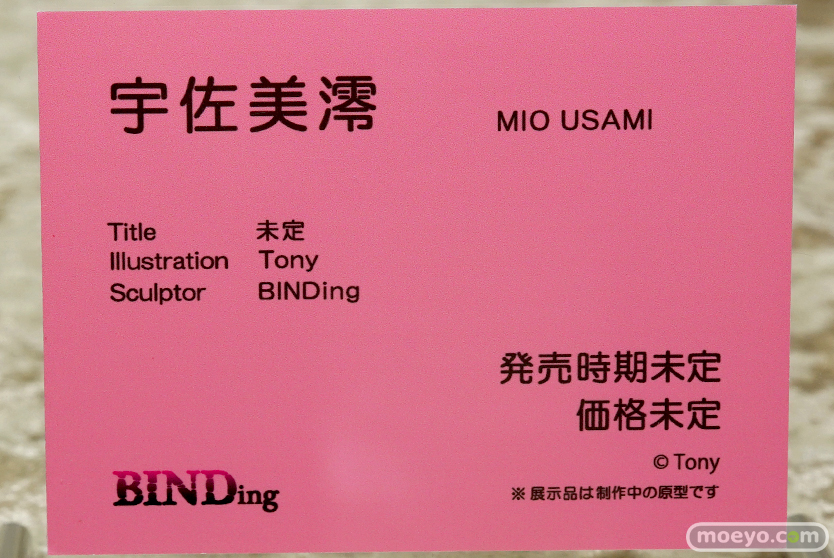 宇佐美澪 MIO USAMI
Title 未定
Illustration Tony
Sculptor BINDing
発売時期未定
価格未定
© Tony
※展示品は制作中の原型です
BINDing
moeyo.com